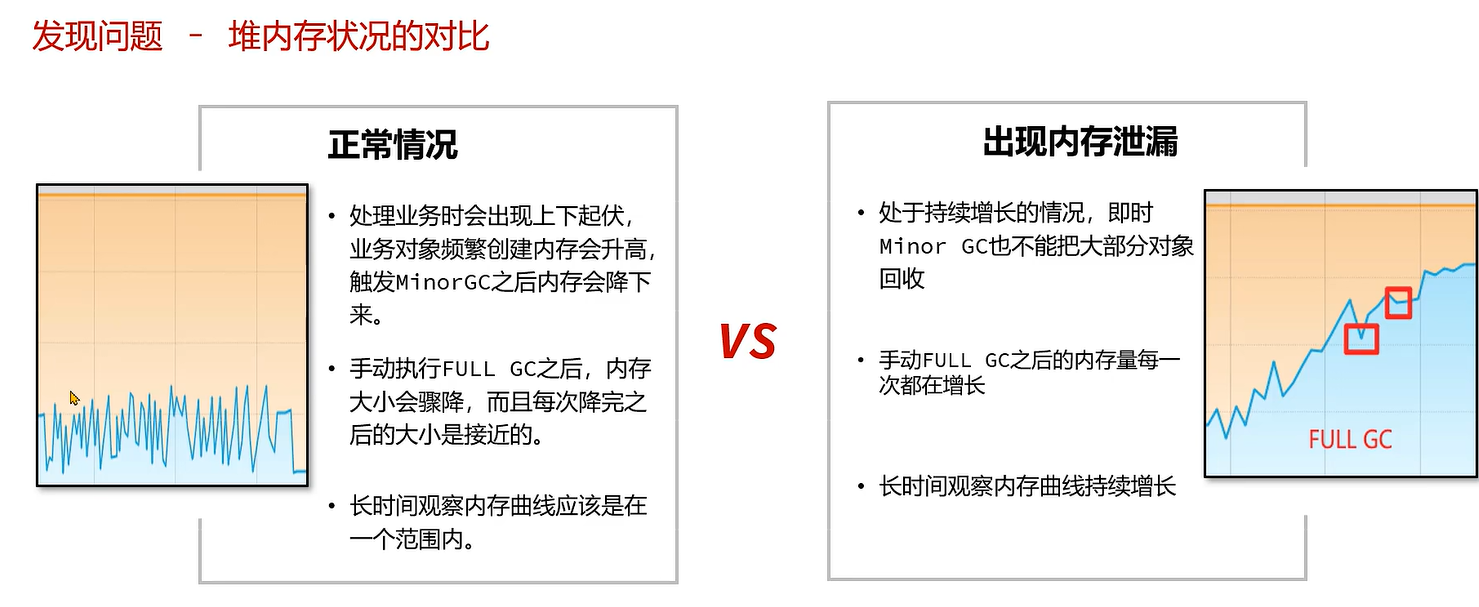 发现问题 - 堆内存状况的对比
正常情况
• 处理业务时会出现上下起伏，
业务对象频繁创建内存会升高，
触发MinorGC之后内存会降下
来。
• 手动执行FULL GC之后，内存
大小会骤降，而且每次降完之
后的大小是接近的。
• 长时间观察内存曲线应该是在
一个范围内。
VS
出现内存泄漏
• 处于持续增长的情况，即时
Minor GC也不能把大部分对象
回收
• 手动FULL GC之后的内存量每一
次都在增长
• 长时间观察内存曲线持续增长
FULL GC